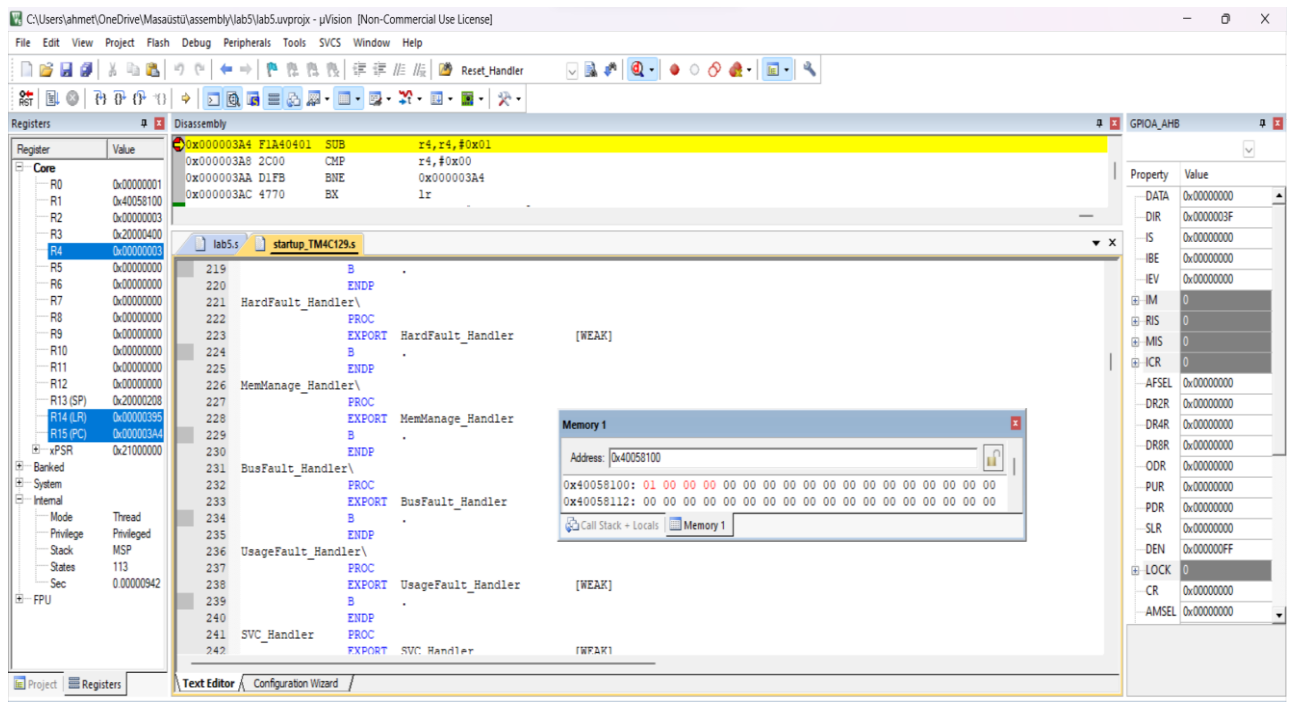 C:\Users\ahmet\OneDrive\Masaüstü\assembly\lab5\lab5.uvprojx - µVision [Non-Commercial Use License]
File Edit View Project Flash Debug Peripherals Tools SVCS Window Help
Reset_Handler
RST
Registers
Register Value
Core
R0 0x00000001
R1 0x40058100
R2 0x00000003
R3 0x20000400
R4 0x00000003
R5 0x00000000
R6 0x00000000
R7 0x00000000
R8 0x00000000
R9 0x00000000
R10 0x00000000
R11 0x00000000
R12 0x00000000
R13 (SP) 0x20000208
R14 (LR) 0x00000395
R15 (PC) 0x000003A4
xPSR 0x21000000
Banked
System
Internal
Mode Thread
Privilege Privileged
Stack MSP
States 113
Sec 0.00000942
FPU
Project Registers
Disassembly
0x000003A4 F1A40401 SUB r4,r4,#0x01
0x000003A8 2C00 CMP r4,#0x00
0x000003AA D1FB BNE 0x000003A4
0x000003AC 4770 BX lr
lab5.s startup_TM4C129.s
219 B .
220 ENDP
221 HardFault_Handler\
222 PROC
223 EXPORT HardFault_Handler [WEAK]
224 B .
225 ENDP
226 MemManage_Handler\
227 PROC
228 EXPORT MemManage_Handler
229 B .
230 ENDP
231 BusFault_Handler\
232 PROC
233 EXPORT BusFault_Handler
234 B .
235 ENDP
236 UsageFault_Handler\
237 PROC
238 EXPORT UsageFault_Handler [WEAK]
239 B .
240 ENDP
241 SVC_Handler PROC
242 EXPORT SVC_Handler [WEAK]
Text Editor Configuration Wizard
Memory 1
Address: 0x40058100
0x40058100: 01 00 00 00 00 00 00 00 00 00 00 00 00 00 00 00 00 00
0x40058112: 00 00 00 00 00 00 00 00 00 00 00 00 00 00 00 00 00 00
Call Stack + Locals Memory 1
GPIOA_AHB
Property Value
DATA 0x00000000
DIR 0x0000003F
IS 0x00000000
IBE 0x00000000
IEV 0x00000000
IM 0
RIS 0
MIS 0
ICR 0
AFSEL 0x00000000
DR2R 0x00000000
DR4R 0x00000000
DR8R 0x00000000
ODR 0x00000000
PUR 0x00000000
PDR 0x00000000
SLR 0x00000000
DEN 0x000000FF
LOCK 0
CR 0x00000000
AMSEL 0x00000000